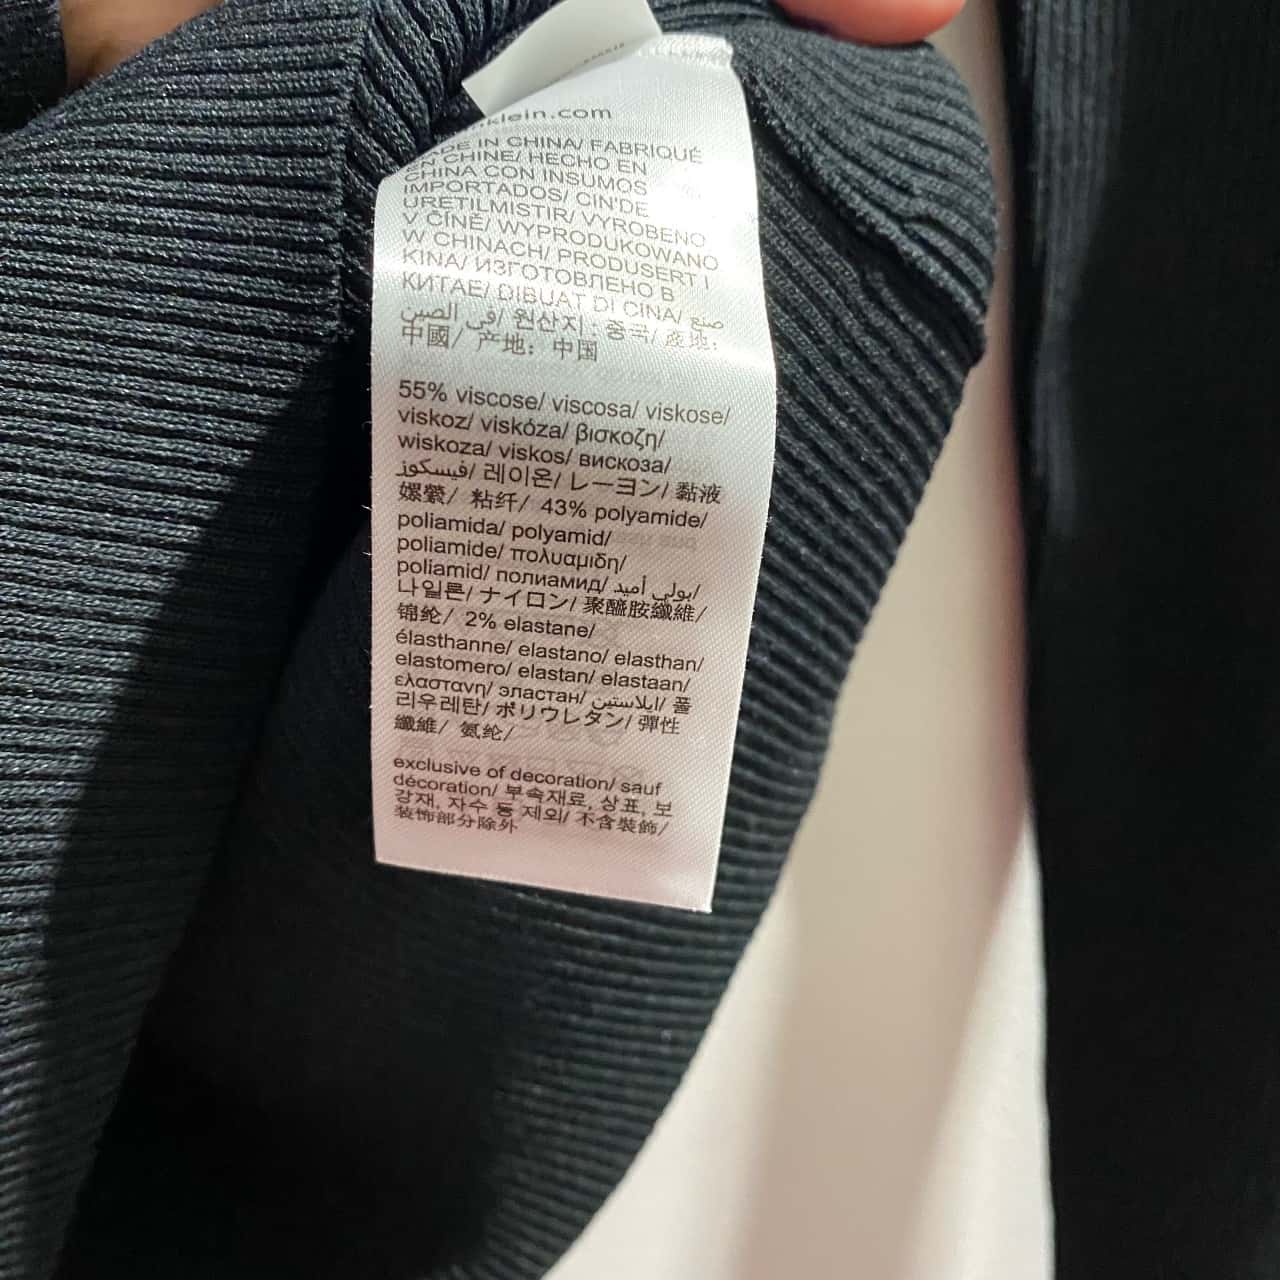 klein.com
MADE IN CHINA/ FABRIQUÉ
EN CHINE/ HECHO EN
CHINA CON INSUMOS
IMPORTADOS/ CIN'DE
URETILMISTIR/ VYROBENO
V ČÍNĚ/ WYPRODUKOWANO
W CHINACH/ PRODUSERT I
KINA/ ИЗГОТОВЛЕНО В
КИТАЕ/ DIBUAT DI CINA/ صنع
في الصين/ 원산지 : 중국/ 產地:
中國/ 产地: 中国
55% viscose/ viscosa/ viskose/
viskoz/ viskóza/ βισκοζη/
wiskoza/ viskos/ вискоза/
فيسكوز/ 레이온/ レーヨン/ 黏液
嫘縈/ 粘纤/ 43% polyamide/
poliamida/ polyamid/
poliamide/ πολυαμιδη/
poliamid/ полиамид/ بولي أميد/
나일론/ ナイロン/ 聚醯胺纖維/
锦纶/ 2% elastane/
élasthanne/ elastano/ elasthan/
elastomero/ elastan/ elastaan/
ελαστανη/ эластан/ ايلاستين/ 폴
리우레탄/ ポリウレタン/ 彈性
纖維/ 氨纶/
exclusive of decoration/ sauf
décoration/ 부속재료, 상표, 보
강재, 자수 등 제외/ 不含裝飾/
装饰部分除外